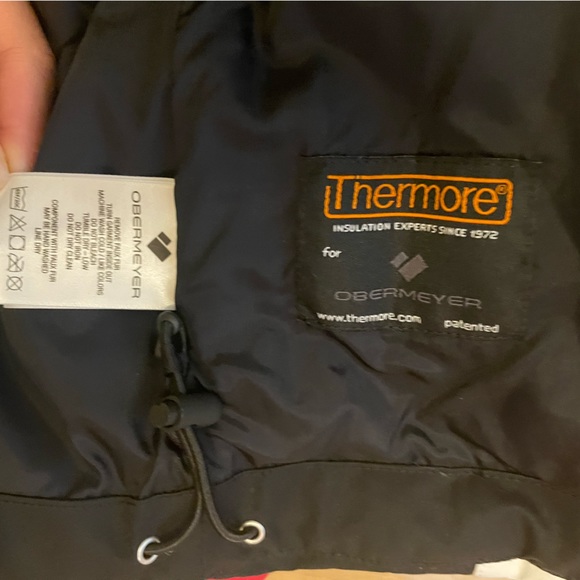 OBERMEYER
REMOVE FAUX FUR
TURN GARMENT INSIDE OUT
MACHINE WASH COLD / LIKE COLORS
DO NOT BLEACH
TUMBLE DRY - LOW
DO NOT IRON
DO NOT DRY CLEAN
COMPONENT WITH FAUX FUR
MAY BE HAND WASHED
LINE DRY
Thermore®
INSULATION EXPERTS SINCE 1972
for
OBERMEYER
www.thermore.com patented